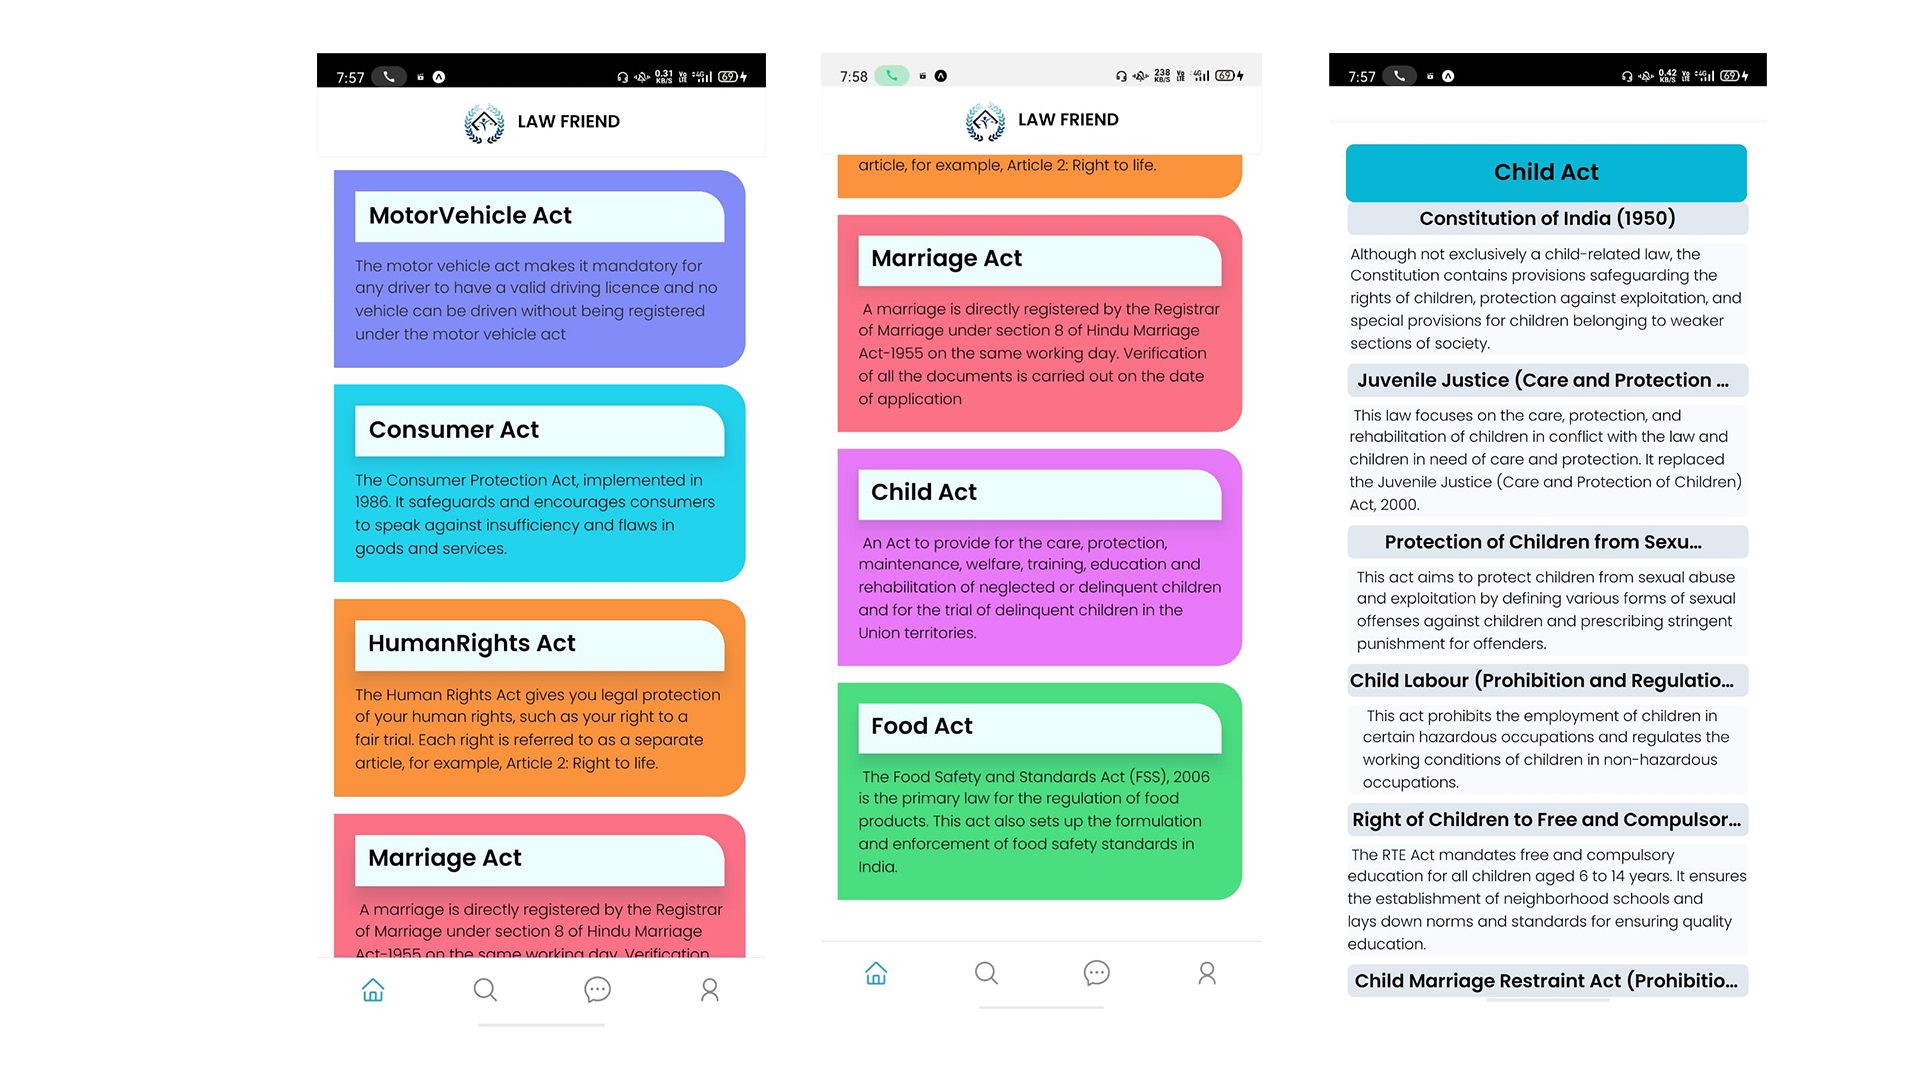 7:57
0.31 KB/S Vo LTE 4G 69
LAW FRIEND
MotorVehicle Act
The motor vehicle act makes it mandatory for
any driver to have a valid driving licence and no
vehicle can be driven without being registered
under the motor vehicle act
Consumer Act
The Consumer Protection Act, implemented in
1986. It safeguards and encourages consumers
to speak against insufficiency and flaws in
goods and services.
HumanRights Act
The Human Rights Act gives you legal protection
of your human rights, such as your right to a
fair trial. Each right is referred to as a separate
article, for example, Article 2: Right to life.
Marriage Act
A marriage is directly registered by the Registrar
of Marriage under section 8 of Hindu Marriage
Act-1955 on the same working day. Verification
7:58
238 KB/S Vo LTE 4G 69
LAW FRIEND
article, for example, Article 2: Right to life.
Marriage Act
A marriage is directly registered by the Registrar
of Marriage under section 8 of Hindu Marriage
Act-1955 on the same working day. Verification
of all the documents is carried out on the date
of application
Child Act
An Act to provide for the care, protection,
maintenance, welfare, training, education and
rehabilitation of neglected or delinquent children
and for the trial of delinquent children in the
Union territories.
Food Act
The Food Safety and Standards Act (FSS), 2006
is the primary law for the regulation of food
products. This act also sets up the formulation
and enforcement of food safety standards in
India.
7:57
0.42 KB/S Vo LTE 4G 69
Child Act
Constitution of India (1950)
Although not exclusively a child-related law, the
Constitution contains provisions safeguarding the
rights of children, protection against exploitation, and
special provisions for children belonging to weaker
sections of society.
Juvenile Justice (Care and Protection ...
This law focuses on the care, protection, and
rehabilitation of children in conflict with the law and
children in need of care and protection. It replaced
the Juvenile Justice (Care and Protection of Children)
Act, 2000.
Protection of Children from Sexu...
This act aims to protect children from sexual abuse
and exploitation by defining various forms of sexual
offenses against children and prescribing stringent
punishment for offenders.
Child Labour (Prohibition and Regulatio...
This act prohibits the employment of children in
certain hazardous occupations and regulates the
working conditions of children in non-hazardous
occupations.
Right of Children to Free and Compulsor...
The RTE Act mandates free and compulsory
education for all children aged 6 to 14 years. It ensures
the establishment of neighborhood schools and
lays down norms and standards for ensuring quality
education.
Child Marriage Restraint Act (Prohibitio...